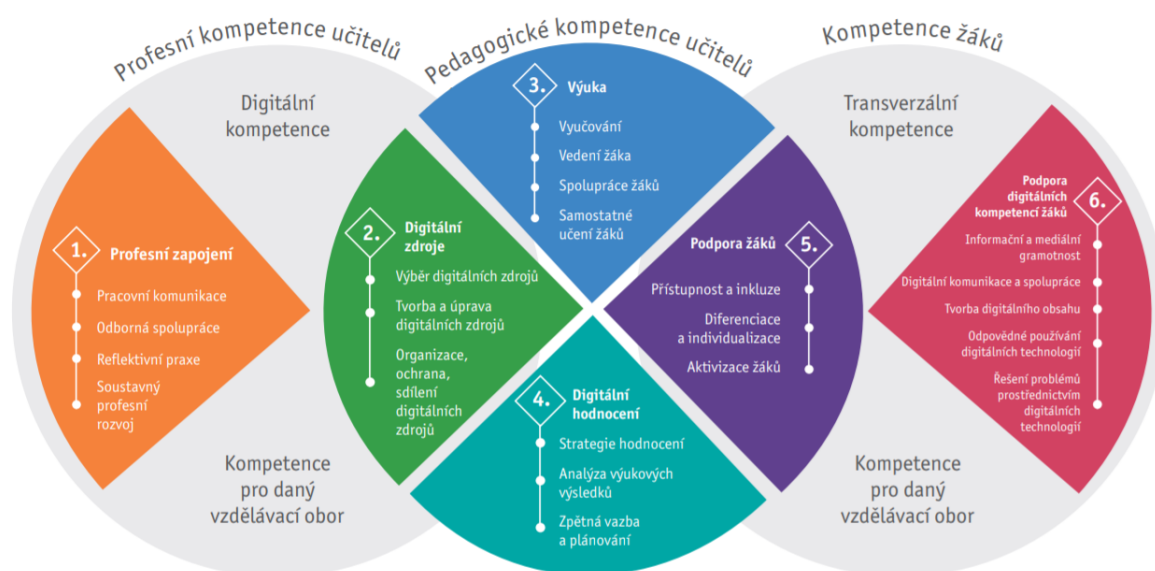 Profesní kompetence učitelů
Pedagogické kompetence učitelů
Kompetence žáků
Digitální
kompetence
Transverzální
kompetence
1.
Profesní zapojení
Pracovní komunikace
Odborná spolupráce
Reflektivní praxe
Soustavný
profesní
rozvoj
2.
Digitální
zdroje
Výběr digitálních zdrojů
Tvorba a úprava
digitálních zdrojů
Organizace,
ochrana,
sdílení
digitálních
zdrojů
3.
Výuka
Vyučování
Vedení žáka
Spolupráce žáků
Samostatné
učení žáků
4.
Digitální
hodnocení
Strategie hodnocení
Analýza výukových
výsledků
Zpětná vazba
a plánování
Podpora žáků
5.
Přístupnost a inkluze
Diferenciace
a individualizace
Aktivizace žáků
Podpora
digitálních
kompetencí žáků
6.
Informační a mediální
gramotnost
Digitální komunikace a spolupráce
Tvorba digitálního obsahu
Odpovědné používání
digitálních technologií
Řešení problémů
prostřednictvím
digitálních
technologií
Kompetence
pro daný
vzdělávací obor
Kompetence
pro daný
vzdělávací obor